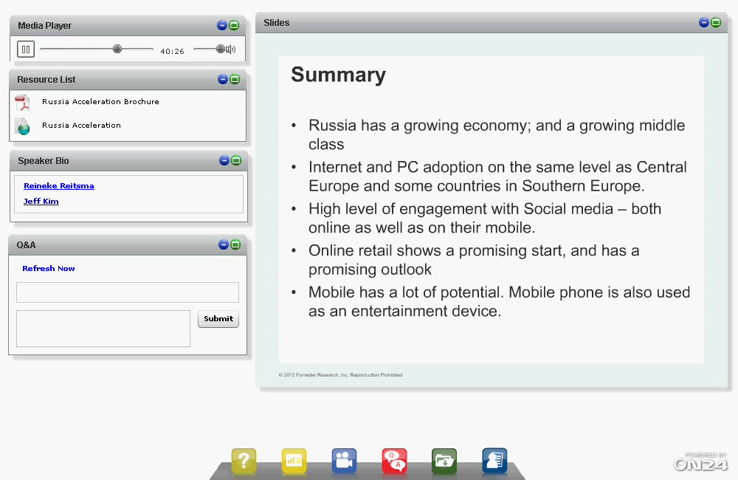 Media Player
40:26
Resource List
Russia Acceleration Brochure
Russia Acceleration
Speaker Bio
Reineke Reitsma
Jeff Kim
Q&A
Refresh Now
Submit
Slides
Summary
• Russia has a growing economy; and a growing middle
class
• Internet and PC adoption on the same level as Central
Europe and some countries in Southern Europe.
• High level of engagement with Social media – both
online as well as on their mobile.
• Online retail shows a promising start, and has a
promising outlook
• Mobile has a lot of potential. Mobile phone is also used
as an entertainment device.
© 2012 Forrester Research, Inc. Reproduction Prohibited
?
Q
A
POWERED BY
ON24